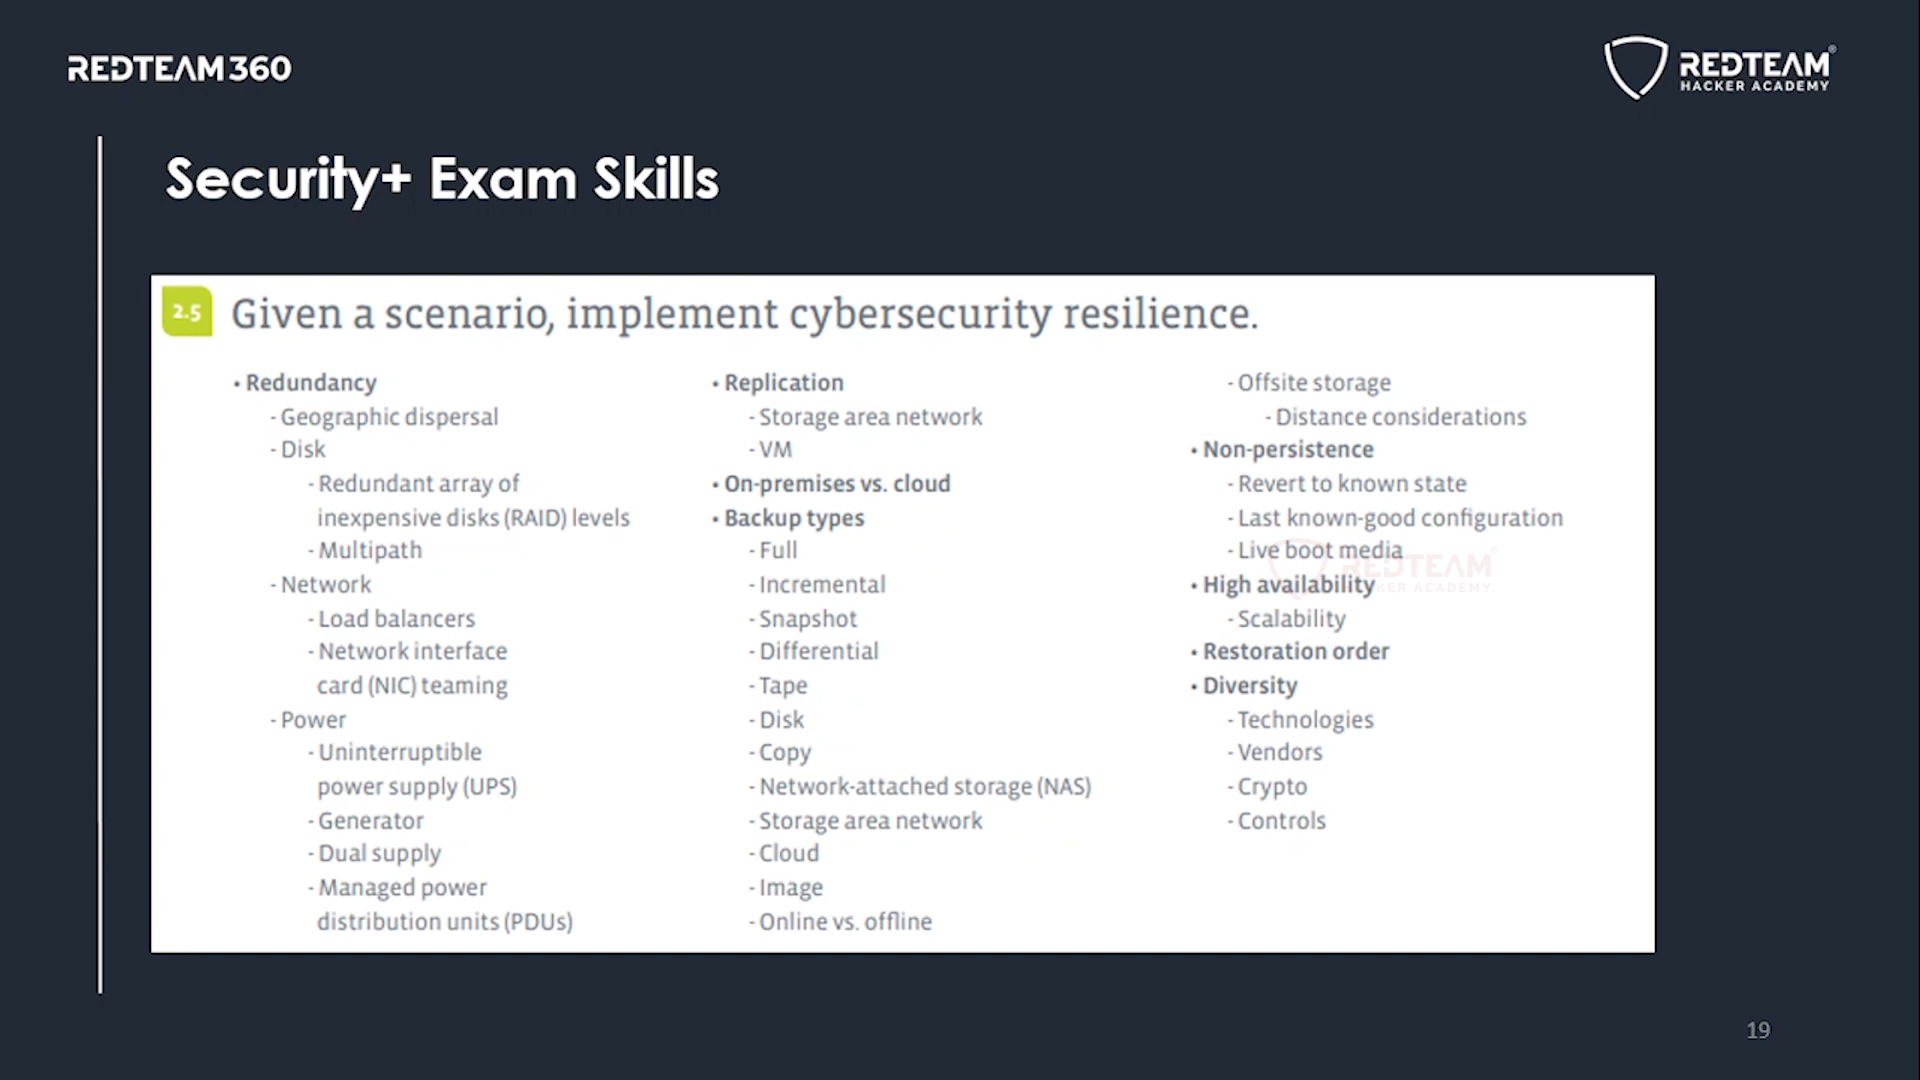 REDTEAM 360
REDTEAM®
HACKER ACADEMY
Security+ Exam Skills
2.5 Given a scenario, implement cybersecurity resilience.
• Redundancy
- Geographic dispersal
- Disk
- Redundant array of
inexpensive disks (RAID) levels
- Multipath
- Network
- Load balancers
- Network interface
card (NIC) teaming
- Power
- Uninterruptible
power supply (UPS)
- Generator
- Dual supply
- Managed power
distribution units (PDUs)
• Replication
- Storage area network
- VM
• On-premises vs. cloud
• Backup types
- Full
- Incremental
- Snapshot
- Differential
- Tape
- Disk
- Copy
- Network-attached storage (NAS)
- Storage area network
- Cloud
- Image
- Online vs. offline
- Offsite storage
- Distance considerations
• Non-persistence
- Revert to known state
- Last known-good configuration
- Live boot media
REDTEAM
• High availability
HACKER ACADEMY
- Scalability
• Restoration order
• Diversity
- Technologies
- Vendors
- Crypto
- Controls
19